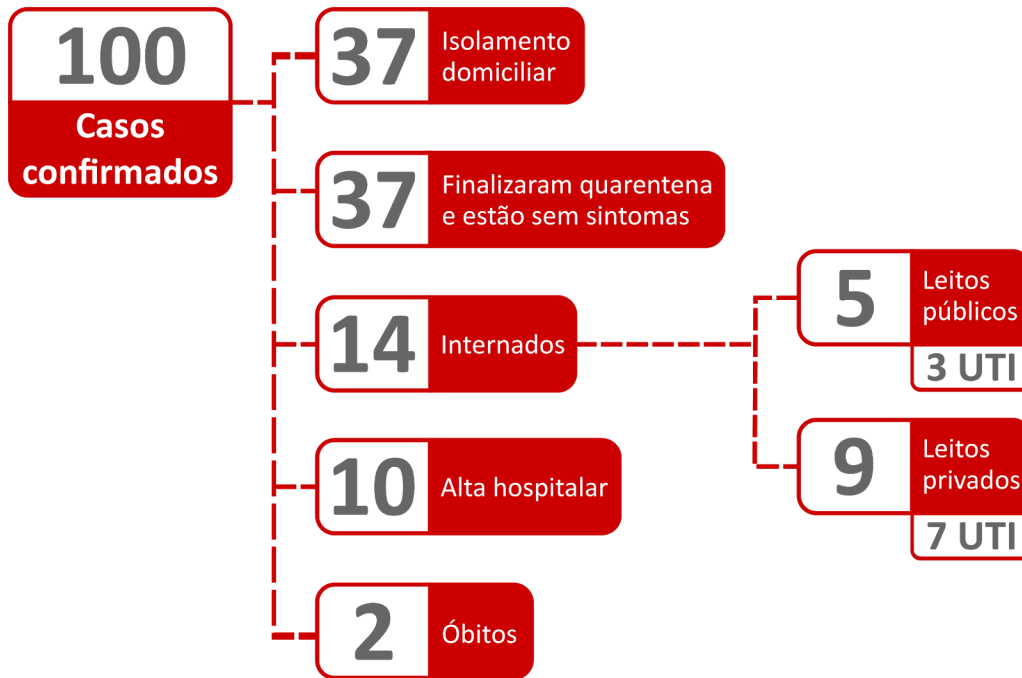 100
Casos
confirmados
37
Isolamento
domiciliar
37
Finalizaram quarentena
e estão sem sintomas
14
Internados
5
Leitos
públicos
3 UTI
9
Leitos
privados
7 UTI
10
Alta hospitalar
2
Óbitos